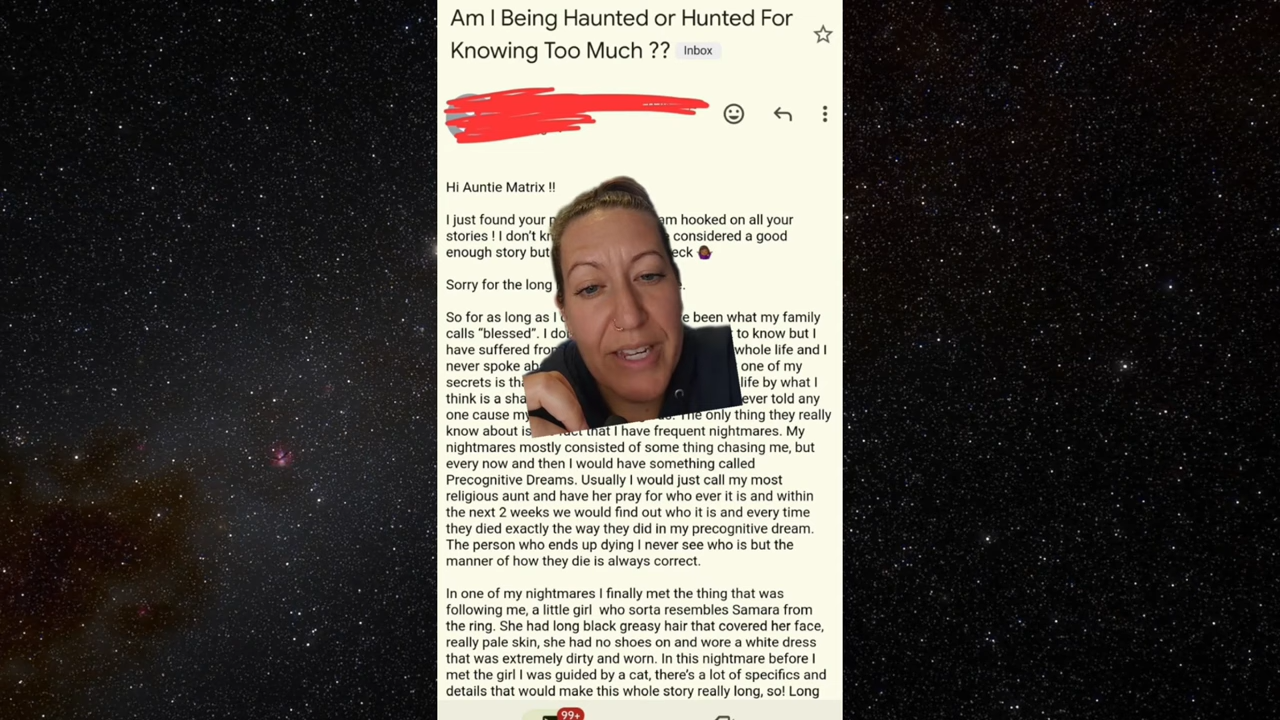 Am I Being Haunted or Hunted For
Knowing Too Much ?? Inbox
Hi Auntie Matrix !!
I just found your am hooked on all your
stories ! I don't considered a good
enough story but
Sorry for the long
So for as long as I been what my family
calls “blessed”. I to know but I
have suffered whole life and I
never spoke one of my
secrets is life by what I
think is a ever told any
one cause my The only thing they really
know about that I have frequent nightmares. My
nightmares mostly consisted of some thing chasing me, but
every now and then I would have something called
Precognitive Dreams. Usually I would just call my most
religious aunt and have her pray for who ever it is and within
the next 2 weeks we would find out who it is and every time
they died exactly the way they did in my precognitive dream.
The person who ends up dying I never see who is but the
manner of how they die is always correct.
In one of my nightmares I finally met the thing that was
following me, a little girl who sorta resembles Samara from
the ring. She had long black greasy hair that covered her face,
really pale skin, she had no shoes on and wore a white dress
that was extremely dirty and worn. In this nightmare before I
met the girl I was guided by a cat, there's a lot of specifics and
details that would make this whole story really long, so! Long
99+